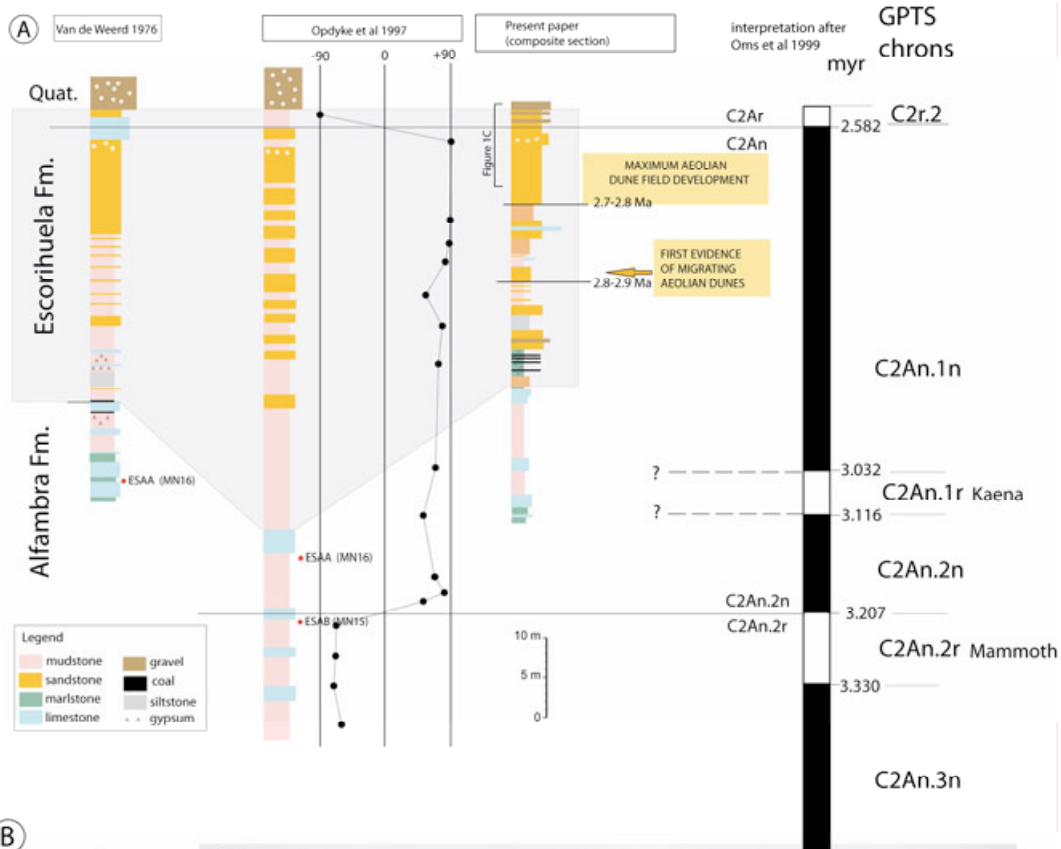 A
Van de Weerd 1976
Opdyke et al 1997
Present paper
(composite section)
interpretation after
Oms et al 1999
GPTS
chrons
myr
-90
0
+90
Quat.
Escorihuela Fm.
Alfambra Fm.
Figure 1C
C2Ar
C2An
2.582
C2r.2
MAXIMUM AEOLIAN
DUNE FIELD DEVELOPMENT
2.7-2.8 Ma
FIRST EVIDENCE
OF MIGRATING
AEOLIAN DUNES
2.8-2.9 Ma
C2An.1n
?
3.032
C2An.1r Kaena
?
3.116
ESAA (MN16)
ESAA (MN16)
C2An.2n
C2An.2n
3.207
ESAB (MN15)
C2An.2r
C2An.2r Mammoth
3.330
C2An.3n
Legend
mudstone
sandstone
marlstone
limestone
gravel
coal
siltstone
gypsum
10 m
5 m
0
B